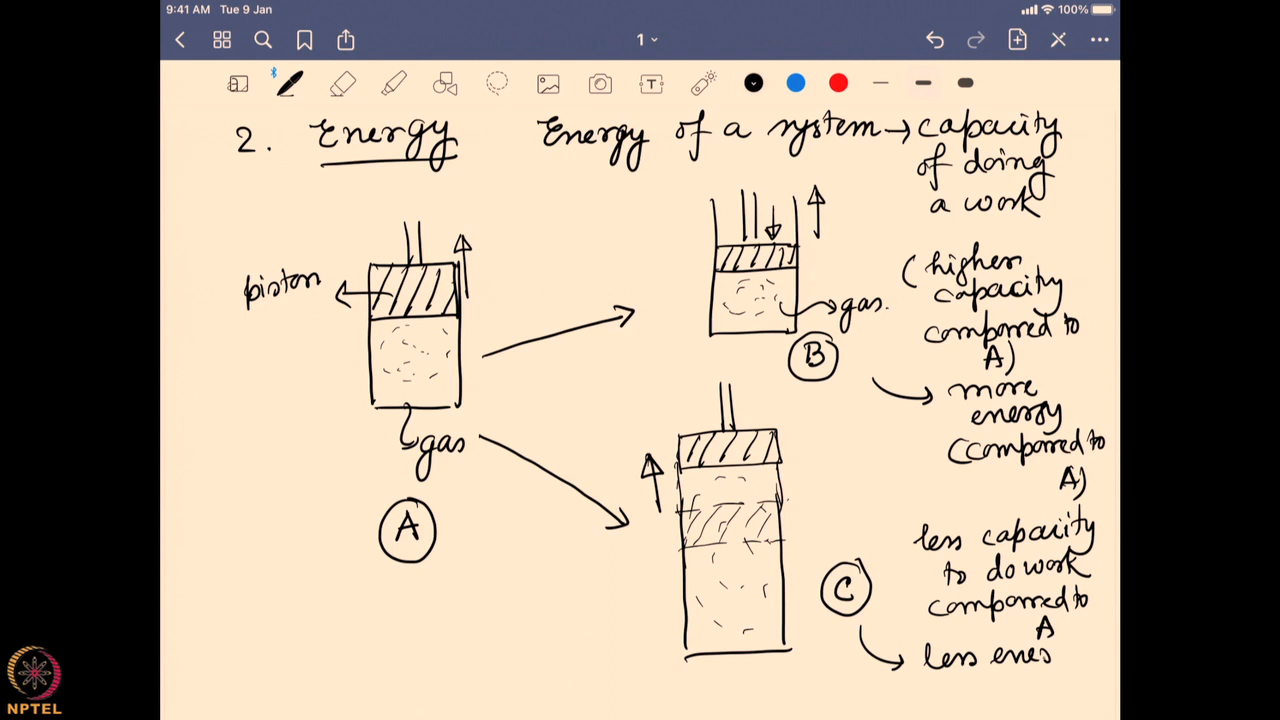 9:41 AM Tue 9 Jan
100%
1
T
2. Energy Energy of a system → capacity
of doing
a work
piston
gas
A
gas.
B
(higher
capacity
compared to
A)
more
energy
(compared to
A)
C
less capacity
to do work
compared to
A
less ener
NPTEL